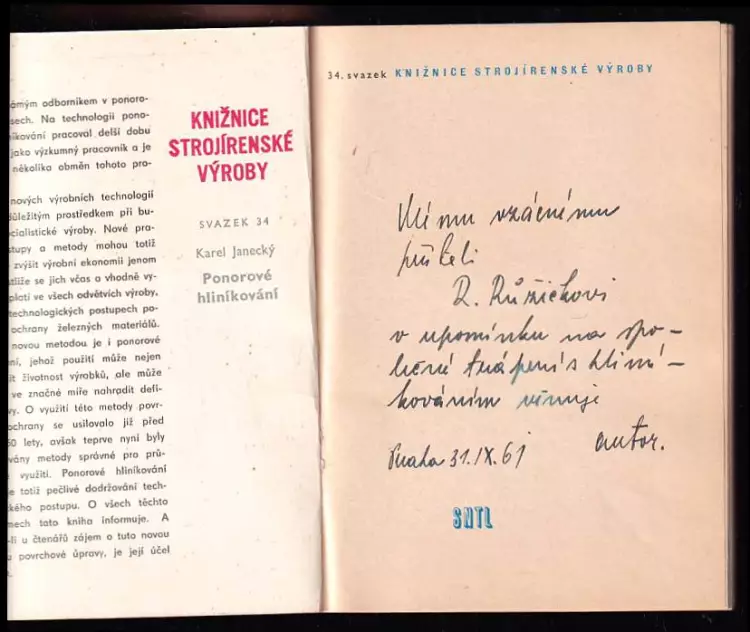 ámým odborníkem v ponoro-
sech. Na technologii pono-
ikování pracoval delší dobu
jako výzkumný pracovník a je
několika obměn tohoto pro-
nových výrobních technologií
ůležitým prostředkem při bu-
cialistické výroby. Nové pra-
tupy a metody mohou totiž
zvýšit výrobní ekonomii jenom
tliže se jich včas a vhodně vy-
platí ve všech odvětvích výroby,
technologických postupech po-
ochrany železných materiálů.
novou metodou je i ponorové
ní, jehož použití může nejen
it životnost výrobků, ale může
ve značné míře nahradit defi-
vy. O využití této metody povr-
ochrany se usilovalo již před
50 lety, avšak teprve nyní byly
vány metody správné pro prů-
využití. Ponorové hliníkování
e totiž pečlivé dodržování tech-
kého postupu. O všech těchto
mech tato kniha informuje. A
-li u čtenářů zájem o tuto novou
povrchové úpravy, je její účel
KNIŽNICE
STROJÍRENSKÉ
VÝROBY
SVAZEK 34
Karel Janecký
Ponorové
hliníkování
34. svazek KNIŽNICE STROJÍRENSKÉ VÝROBY
Mému vzácnému
příteli
R. Růžičkovi
v upomínku na spo-
lečné trápení s hliní-
kováním věnuje
autor.
Praha 31.IX.61
SNTL